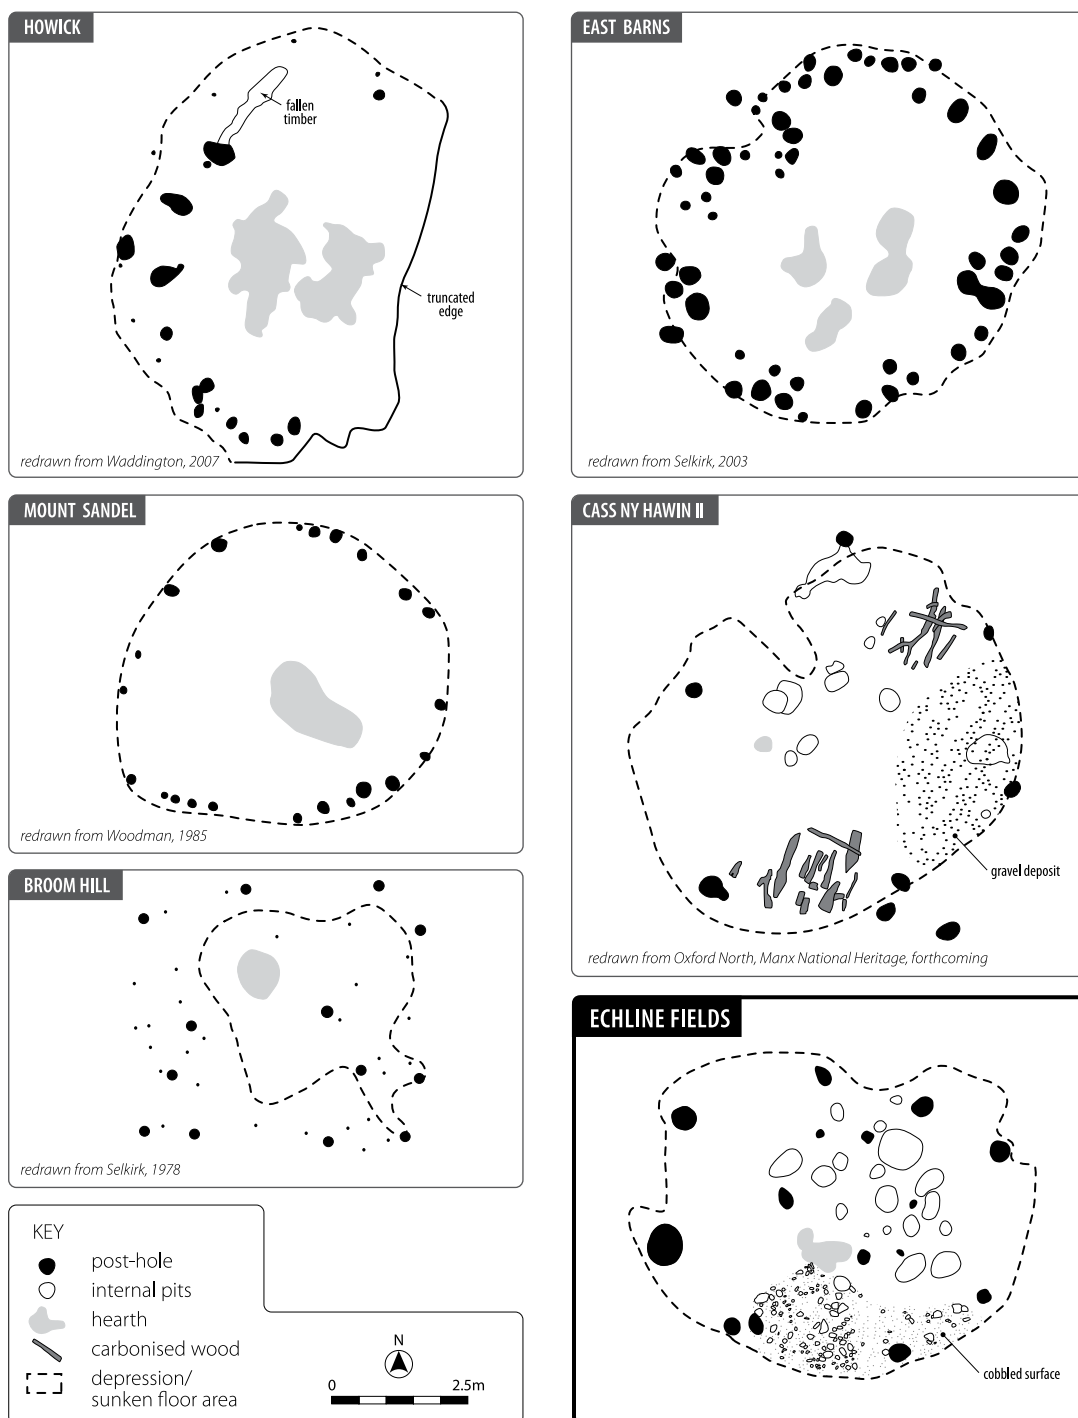 HOWICK
fallen
timber
truncated
edge
redrawn from Waddington, 2007
EAST BARNS
redrawn from Selkirk, 2003
MOUNT SANDEL
redrawn from Woodman, 1985
CASS NY HAWIN II
gravel deposit
redrawn from Oxford North, Manx National Heritage, forthcoming
BROOM HILL
redrawn from Selkirk, 1978
ECHLINE FIELDS
cobbled surface
KEY
post-hole
internal pits
hearth
carbonised wood
depression/
sunken floor area
N
0 2.5m